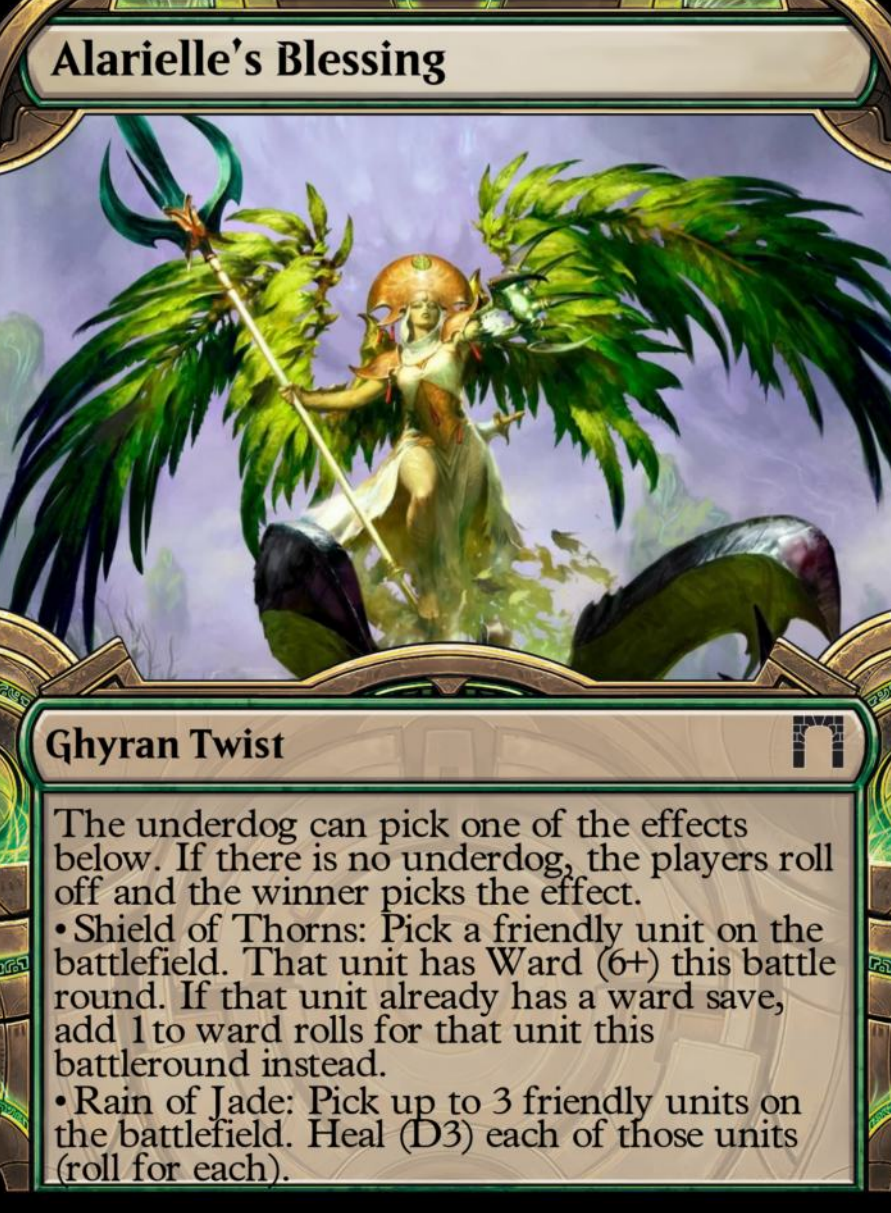 Alarielle's Blessing
Ghyran Twist
The underdog can pick one of the effects
below. If there is no underdog, the players roll
off and the winner picks the effect.
•Shield of Thorns: Pick a friendly unit on the
battlefield. That unit has Ward (6+) this battle
round. If that unit already has a ward save,
add 1 to ward rolls for that unit this
battleround instead.
•Rain of Jade: Pick up to 3 friendly units on
the battlefield. Heal (D3) each of those units
(roll for each).